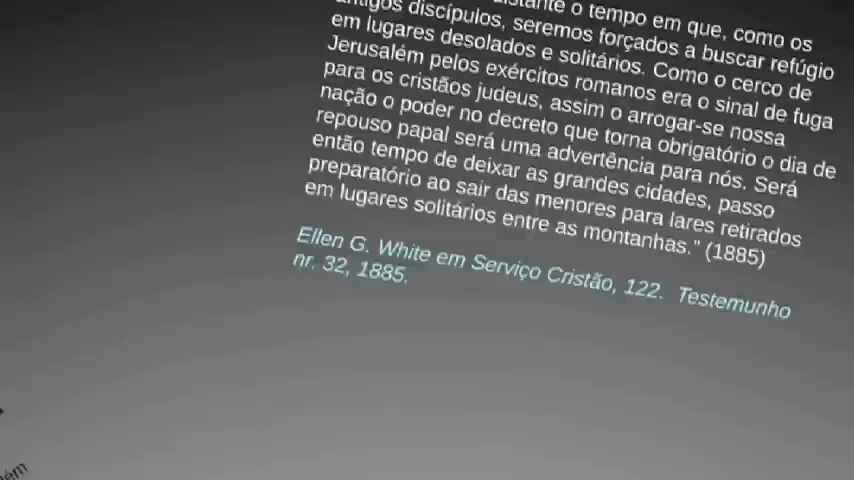 o tempo em que, como os
discípulos, seremos forçados a buscar refúgio
em lugares desolados e solitários. Como o cerco de
Jerusalém pelos exércitos romanos era o sinal de fuga
para os cristãos judeus, assim o arrogar-se nossa
nação o poder no decreto que torna obrigatório o dia de
repouso papal será uma advertência para nós. Será
então tempo de deixar as grandes cidades, passo
preparatório ao sair das menores para lares retirados
em lugares solitários entre as montanhas." (1885)
Ellen G. White em Serviço Cristão, 122. Testemunho
nr. 32, 1885.